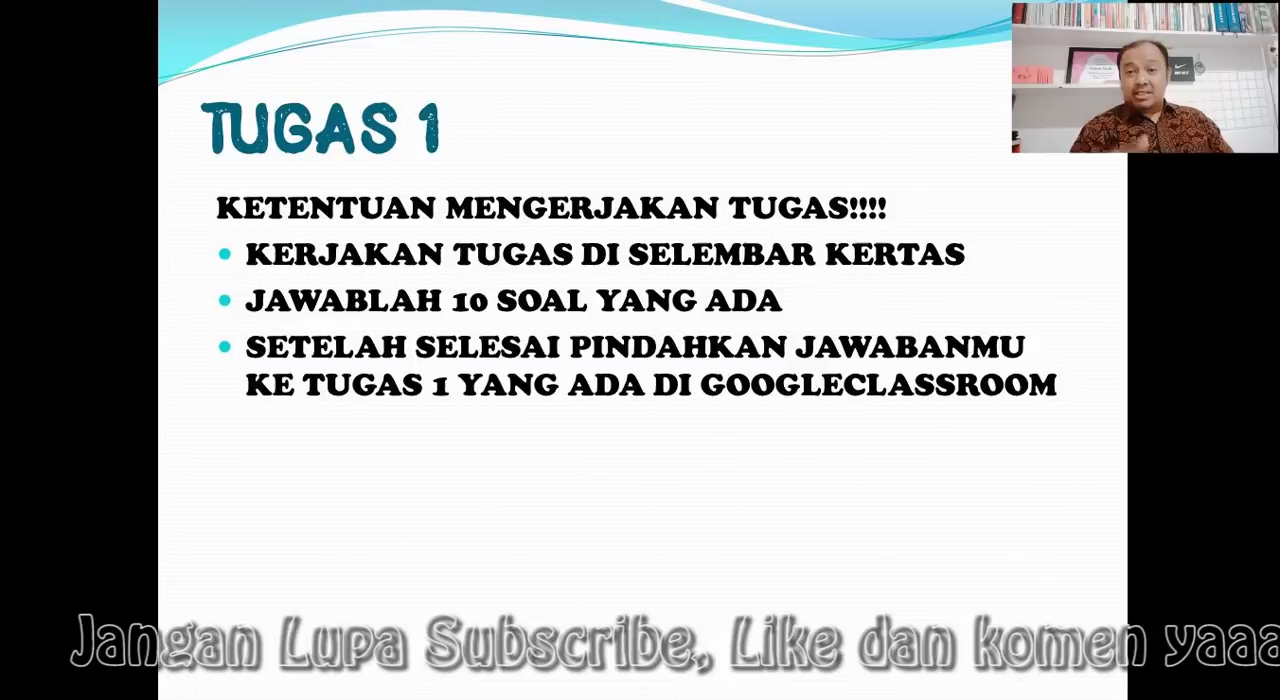 TUGAS 1
KETENTUAN MENGERJAKAN TUGAS!!!!
KERJAKAN TUGAS DI SELEMBAR KERTAS
JAWABLAH 10 SOAL YANG ADA
SETELAH SELESAI PINDAHKAN JAWABANMU
KE TUGAS 1 YANG ADA DI GOOGLECLASSROOM
Jangan Lupa Subscribe, Like dan komen yaaa